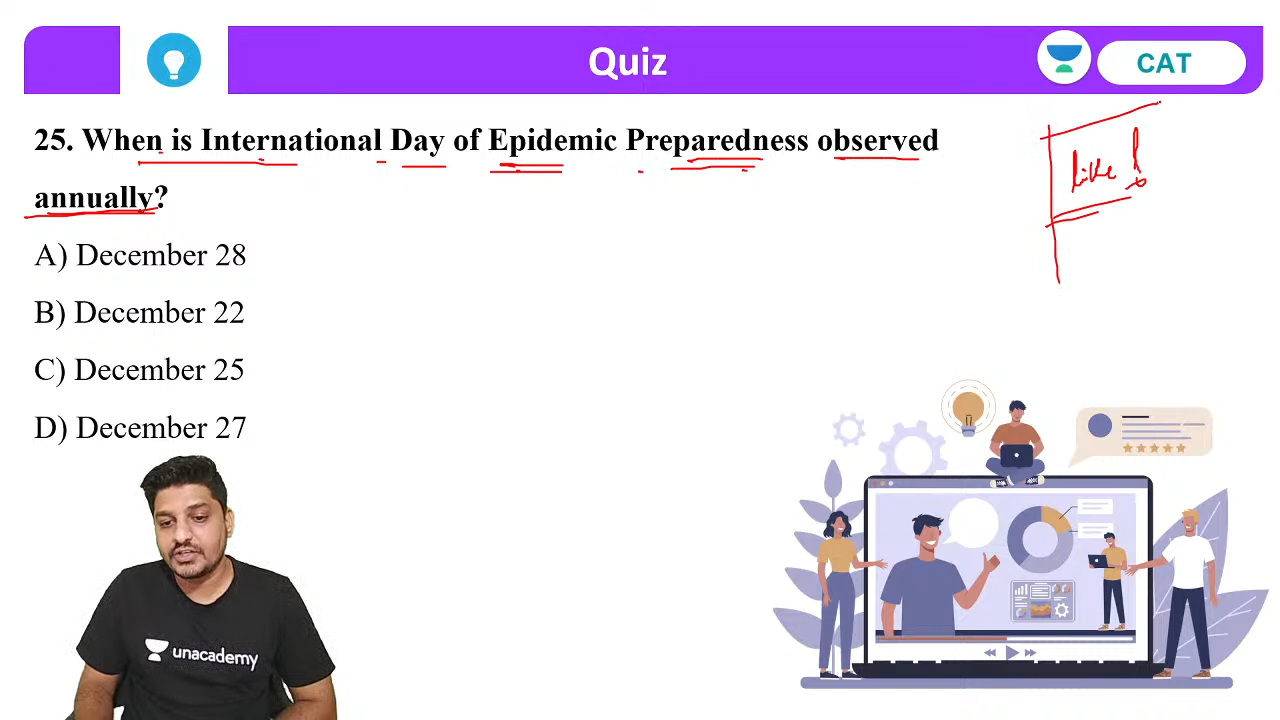 Quiz
CAT
25. When is International Day of Epidemic Preparedness observed
annually?
like
A) December 28
B) December 22
C) December 25
D) December 27
unacademy